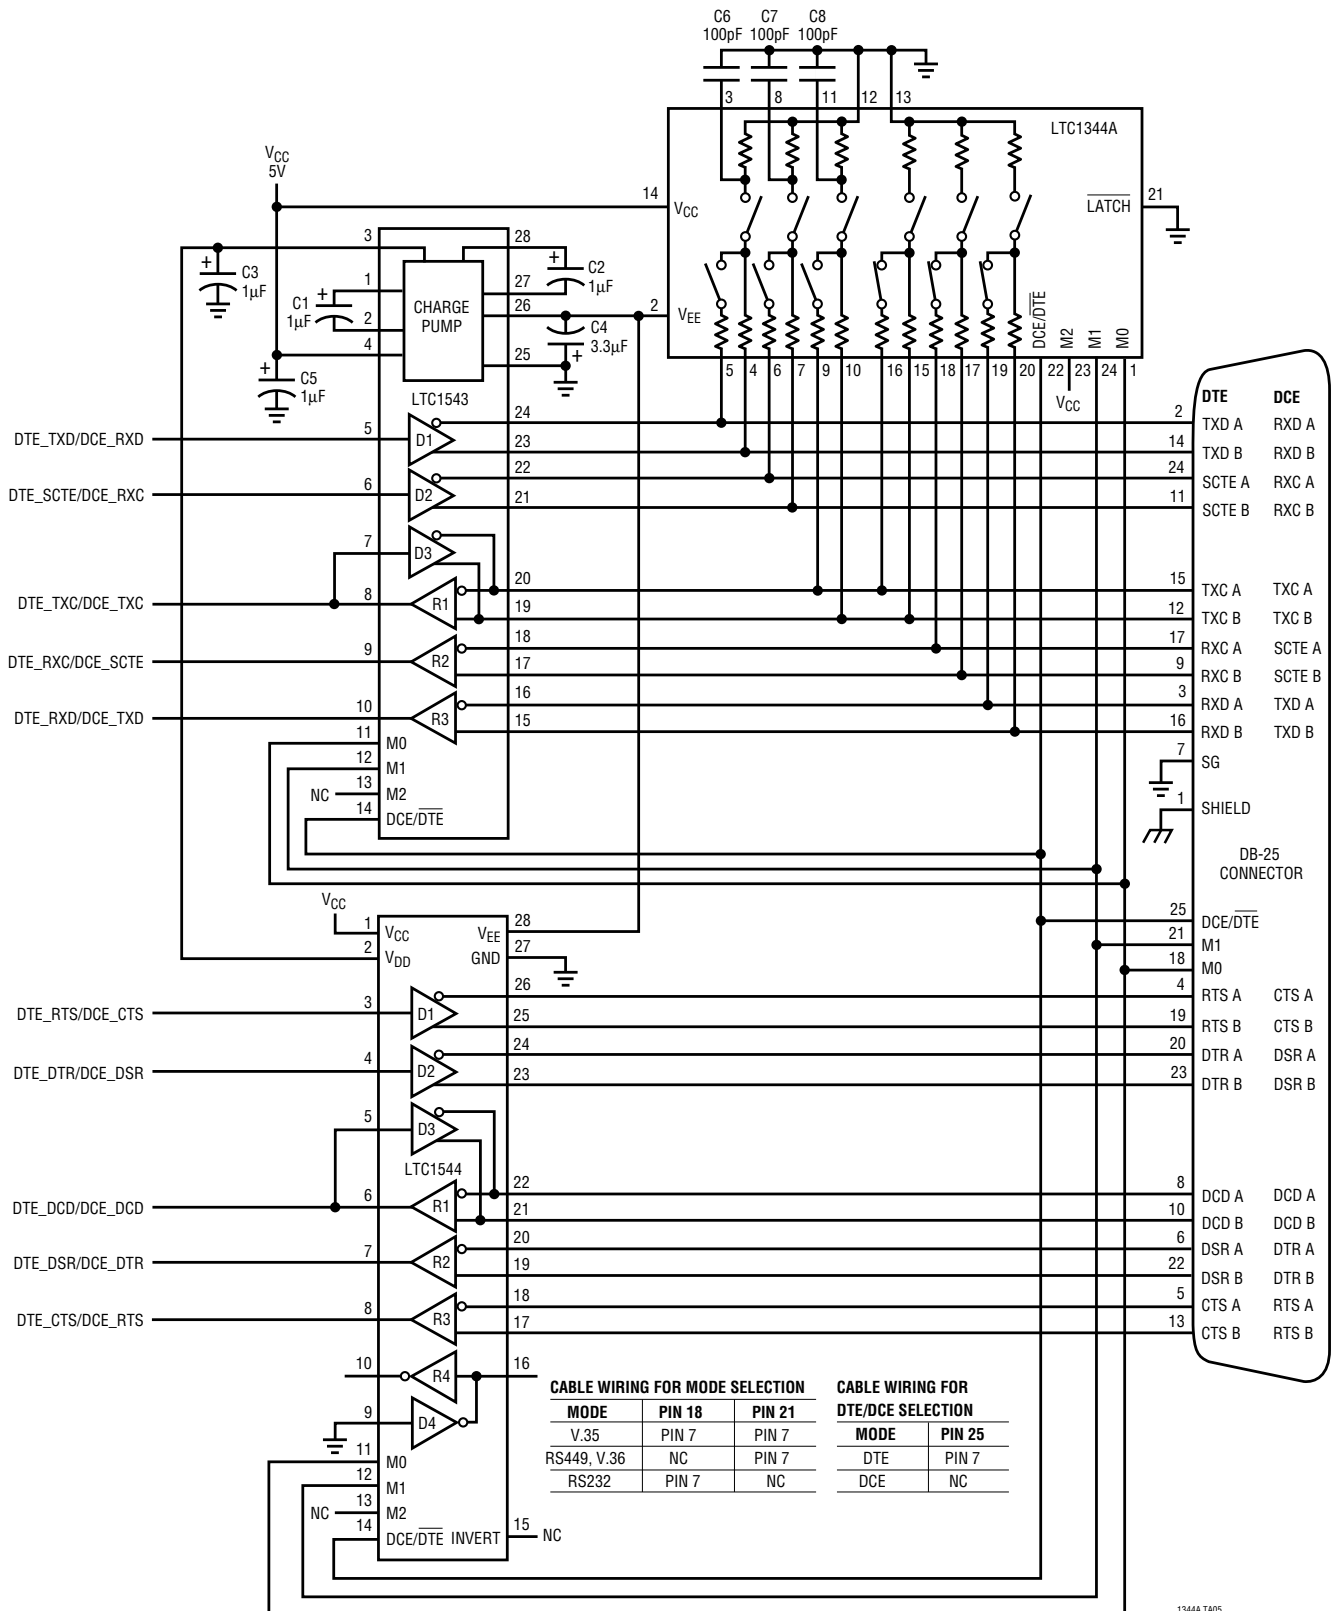 C6 C7 C8
100pF 100pF 100pF
3 8 11 12 13
LTC1344A
VCC
5V
14 VCC
LATCH 21
3 28
C3
1µF
C2
1µF
1 27
C1
1µF
CHARGE
PUMP
26 2 VEE
2
C4
3.3µF
4 25
C5
1µF
DCE/DTE M2 M1 M0
5 4 6 7 9 10 16 15 18 17 19 20 22 23 24 1
VCC
LTC1543
DTE DCE
24 2 TXD A RXD A
DTE_TXD/DCE_RXD 5 D1
23 14 TXD B RXD B
22 24 SCTE A RXC A
DTE_SCTE/DCE_RXC 6 D2
21 11 SCTE B RXC B
7 D3
20 15 TXC A TXC A
DTE_TXC/DCE_TXC 8 R1
19 12 TXC B TXC B
18 17 RXC A SCTE A
DTE_RXC/DCE_SCTE 9 R2
17 9 RXC B SCTE B
16 3 RXD A TXD A
DTE_RXD/DCE_TXD 10 R3
15 16 RXD B TXD B
11 M0
7 SG
12 M1
NC 13 M2
1 SHIELD
14 DCE/DTE
DB-25
CONNECTOR
VCC
1 VCC VEE 28
25 DCE/DTE
2 VDD GND 27
21 M1
18 M0
26 4 RTS A CTS A
DTE_RTS/DCE_CTS 3 D1
25 19 RTS B CTS B
24 20 DTR A DSR A
DTE_DTR/DCE_DSR 4 D2
23 23 DTR B DSR B
5 D3
LTC1544
22 8 DCD A DCD A
DTE_DCD/DCE_DCD 6 R1
21 10 DCD B DCD B
20 6 DSR A DTR A
DTE_DSR/DCE_DTR 7 R2
19 22 DSR B DTR B
18 5 CTS A RTS A
DTE_CTS/DCE_RTS 8 R3
17 13 CTS B RTS B
10 R4 16
9 D4
CABLE WIRING FOR MODE SELECTION
MODE PIN 18 PIN 21
V.35 PIN 7 PIN 7
RS449, V.36 NC PIN 7
RS232 PIN 7 NC
CABLE WIRING FOR
DTE/DCE SELECTION
MODE PIN 25
DTE PIN 7
DCE NC
11 M0
12 M1
NC 13 M2
14 DCE/DTE INVERT 15 NC
1344A TA05